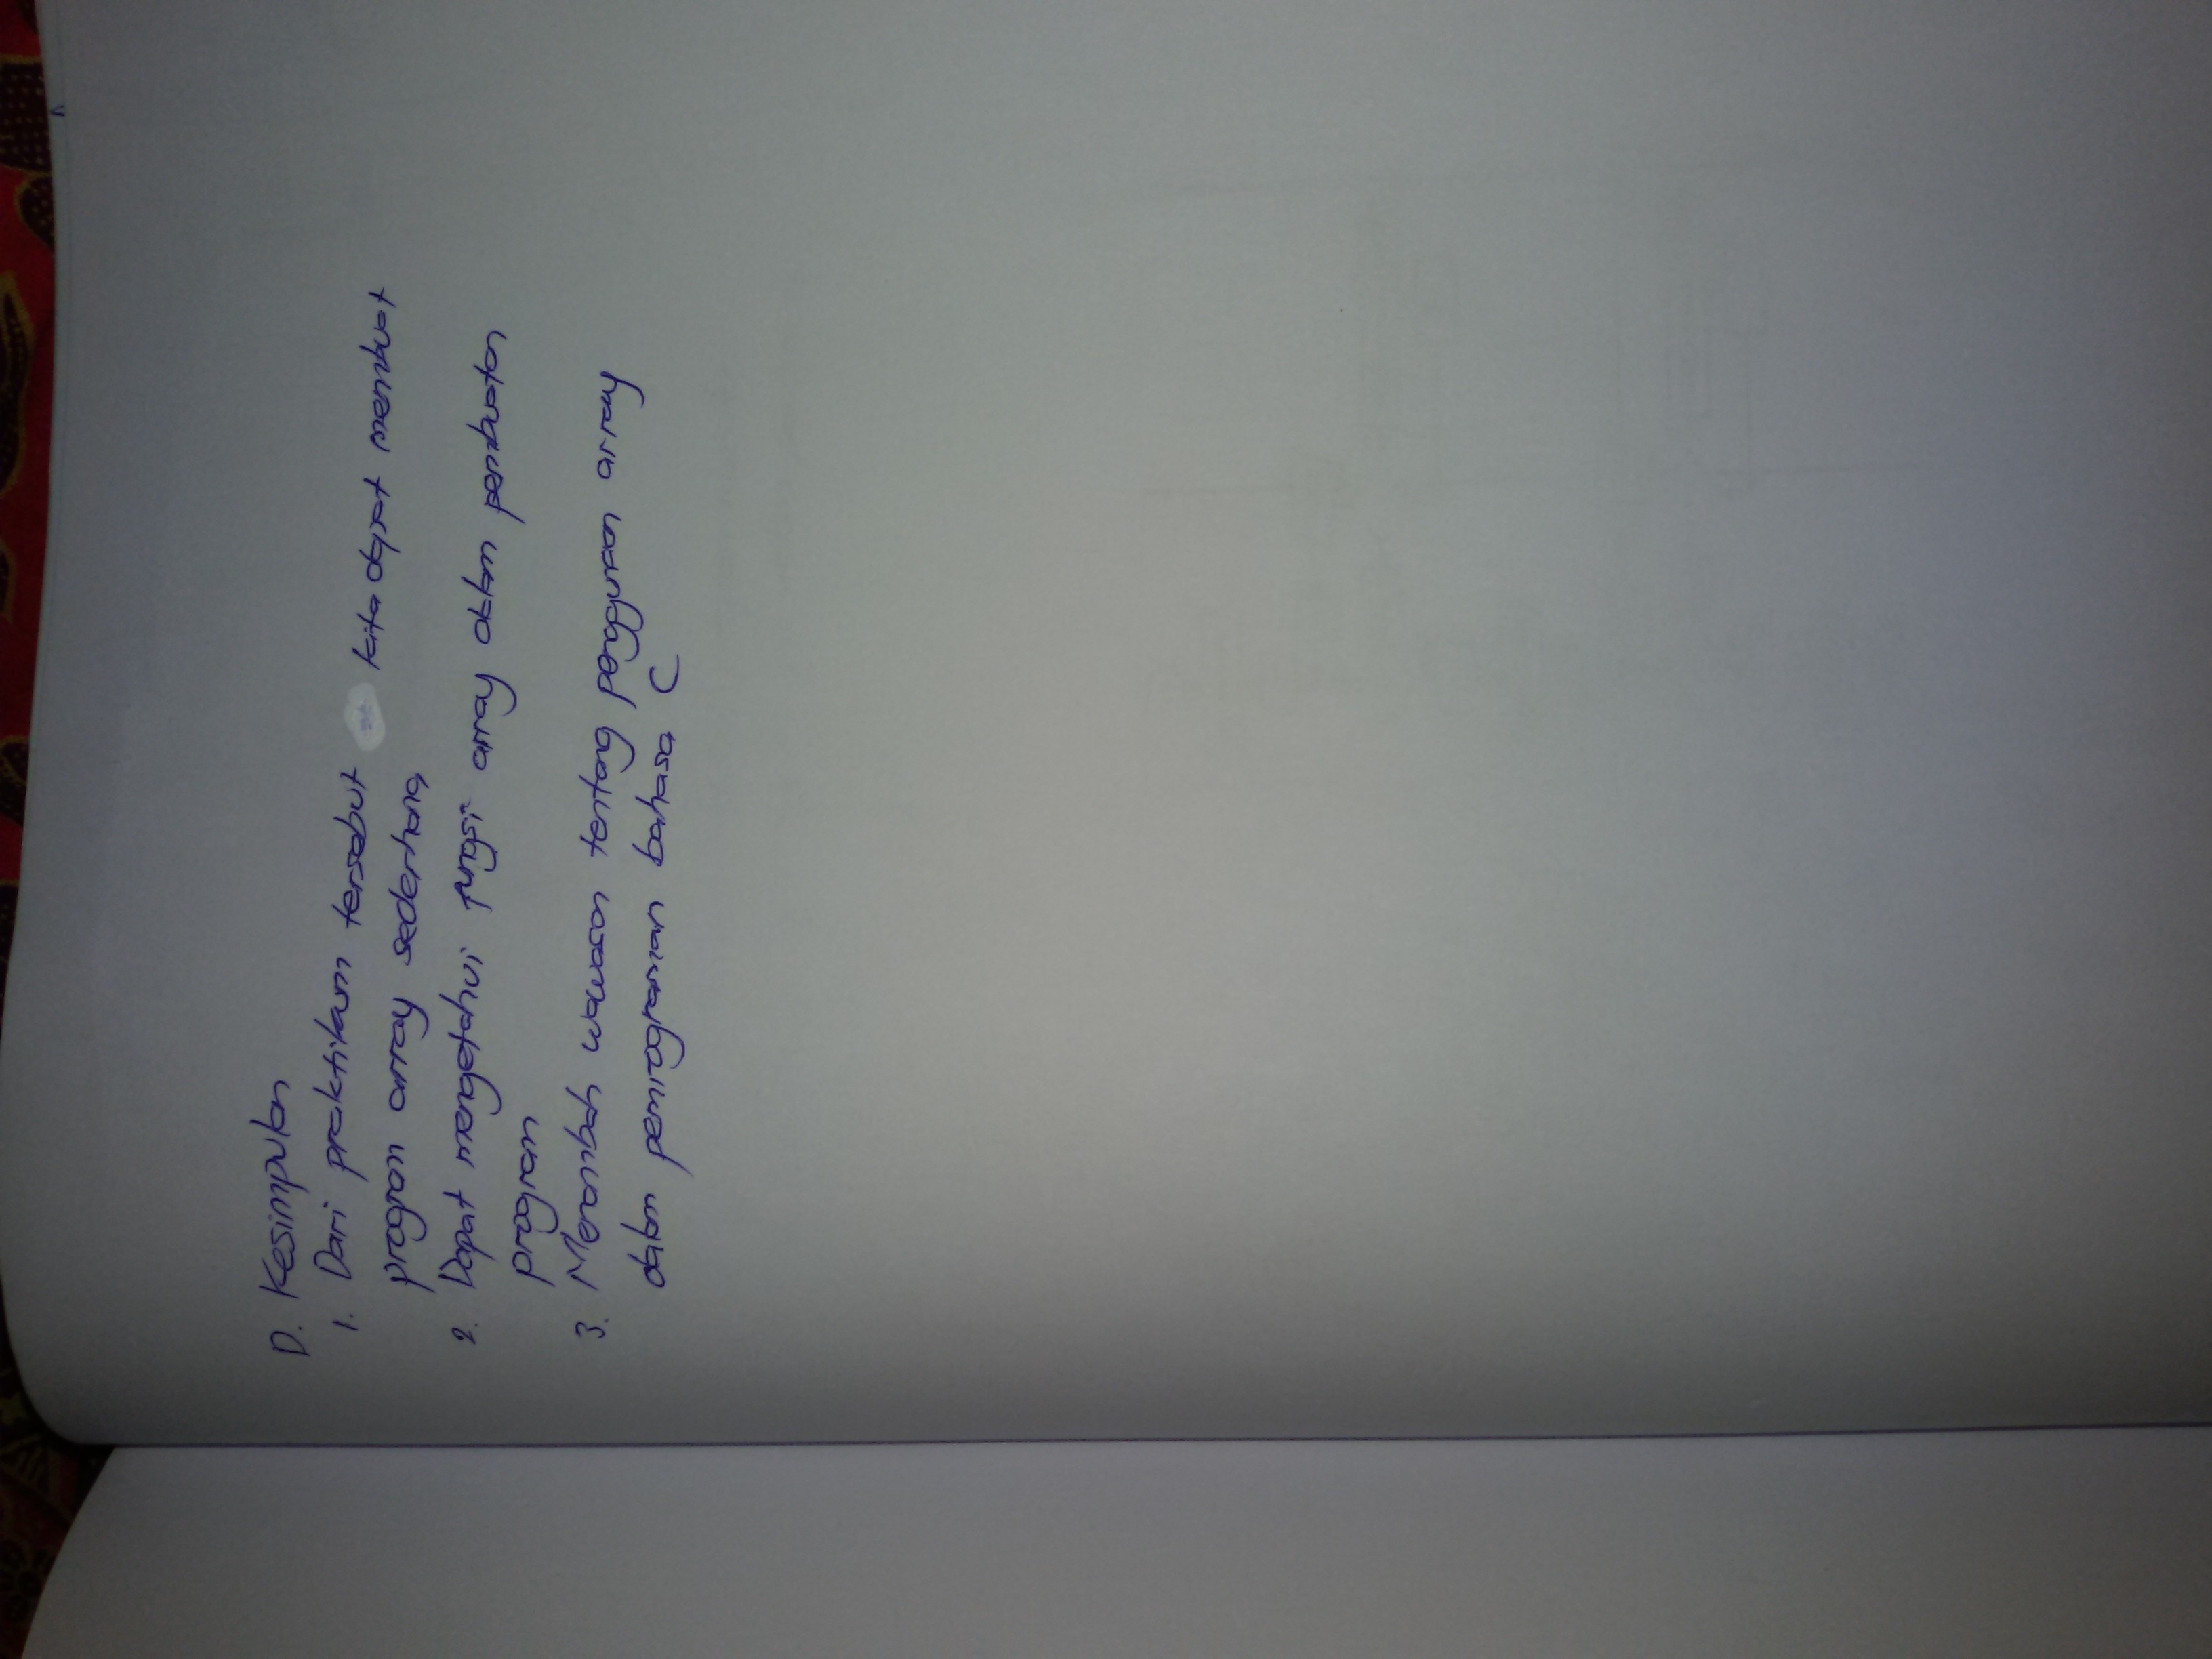 D. Kesimpulan
1. Dari praktikum tersebut kita dapat membuat
program array sederhana
2. Dapat mengetahui fungsi array dalam pembuatan
program
3. Menambah wawasan tentang penggunaan array
dalam pemrograman bahasa C